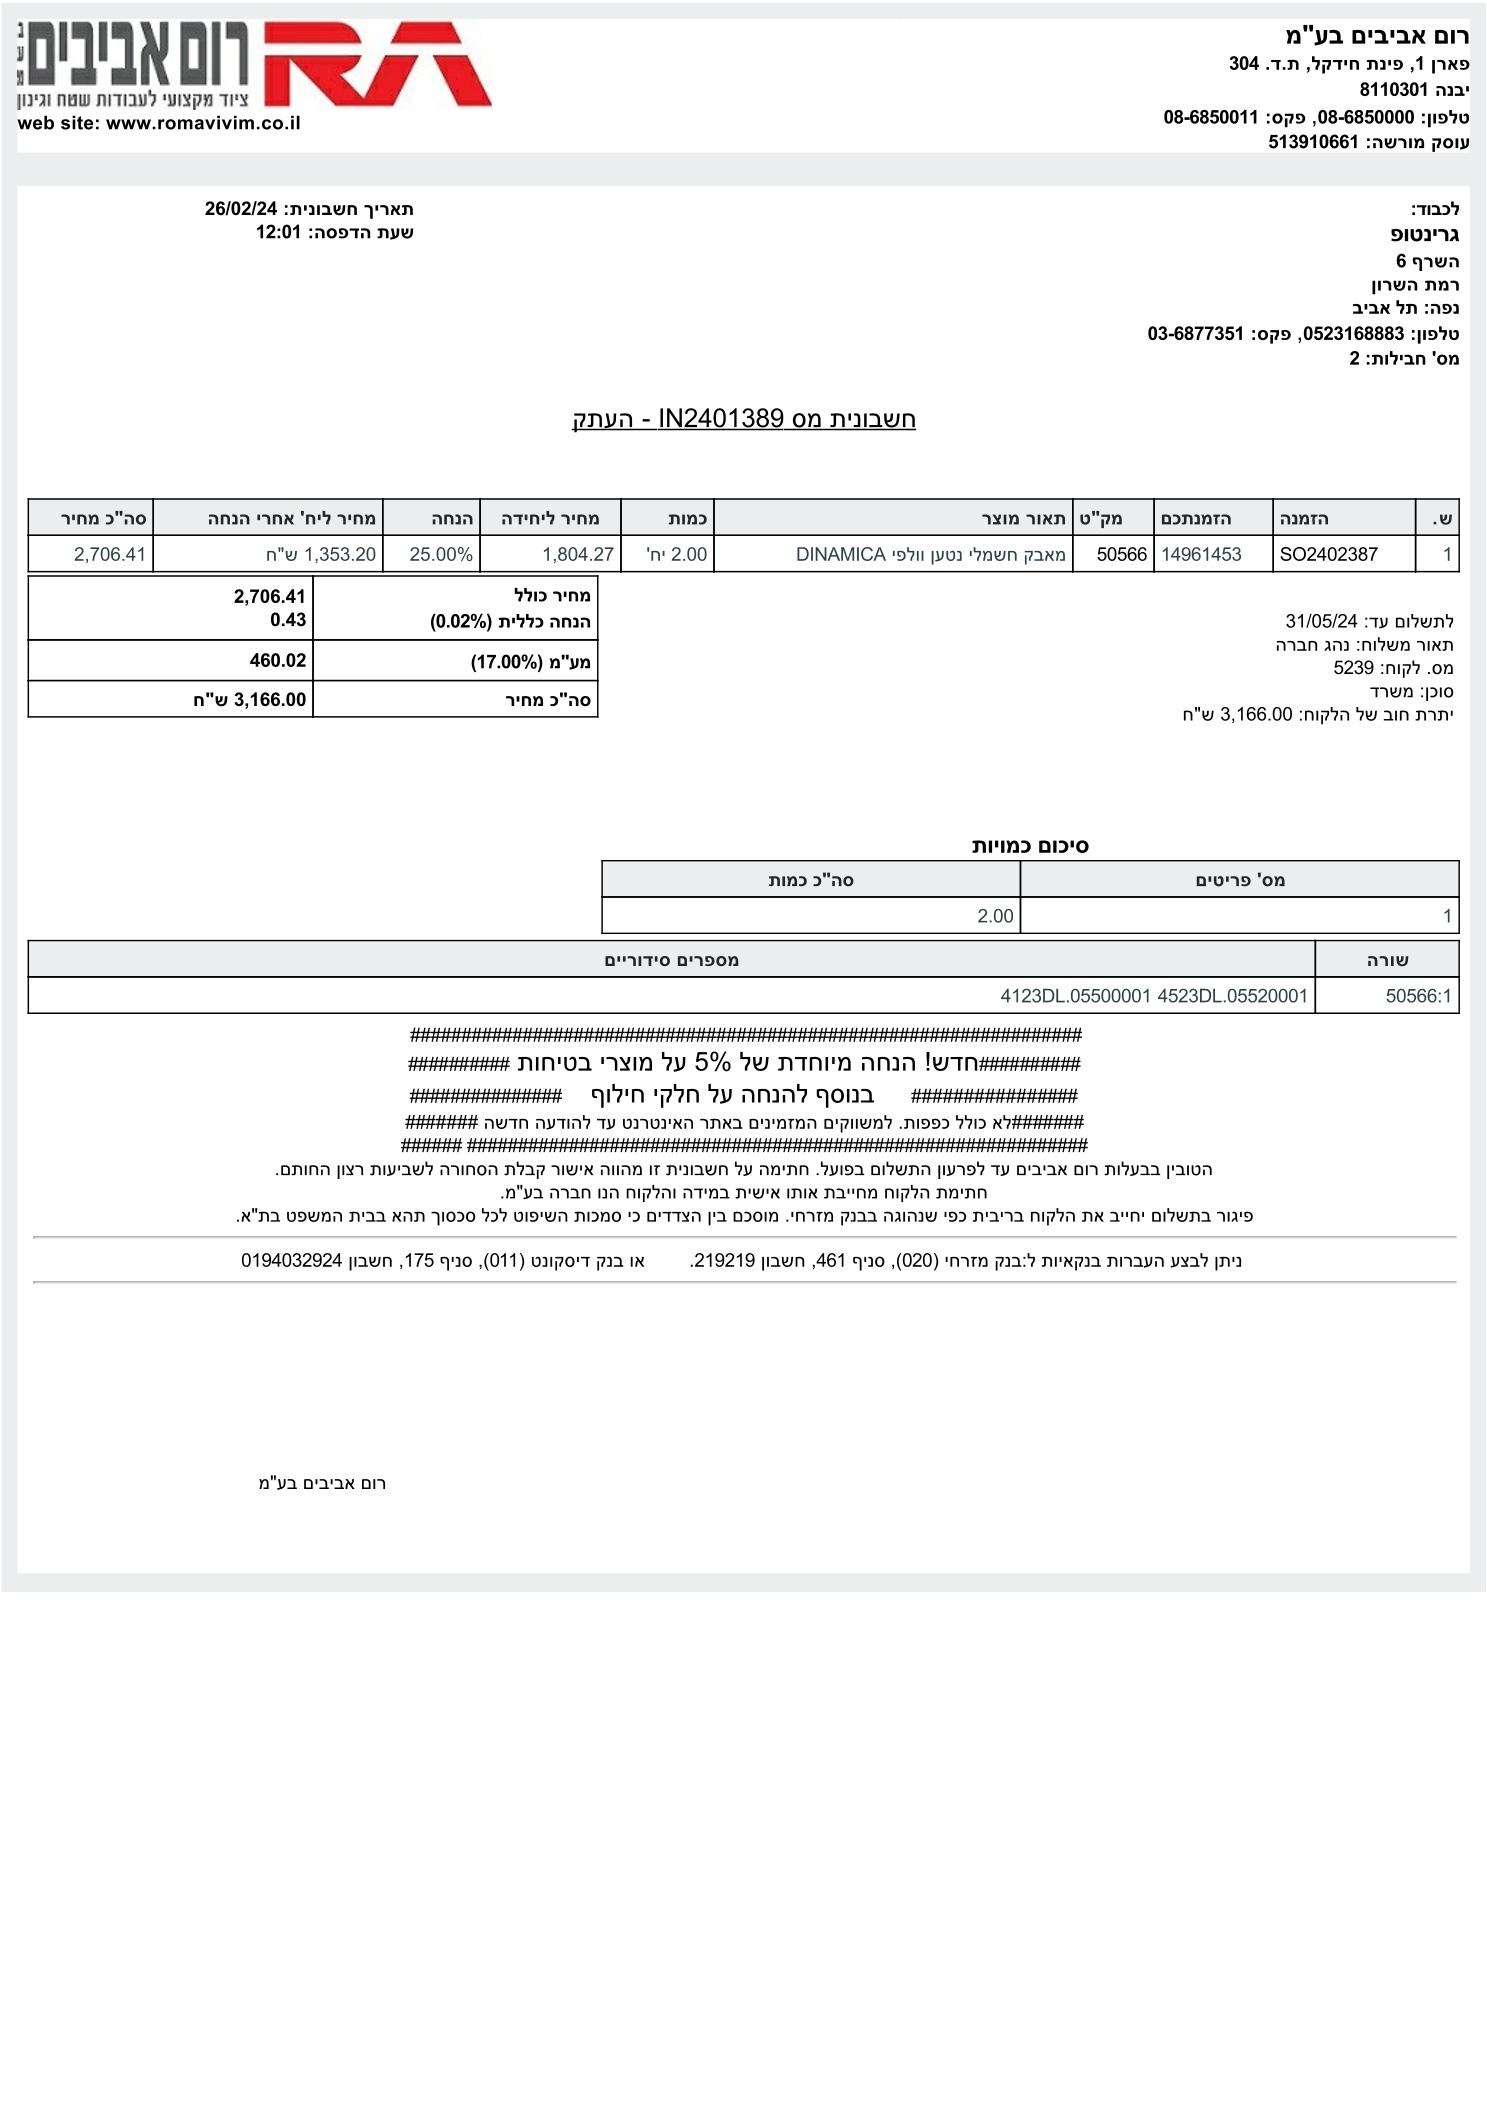 רום אביבים
בע"מ
RA
ציוד מקצועי לעבודות שטח וגינון
web site: www.romavivim.co.il
רום אביבים בע"מ
פארן 1, פינת חידקל, ת.ד. 304
יבנה 8110301
טלפון: 08-6850000, פקס: 08-6850011
עוסק מורשה: 513910661
לכבוד:
גרינטופ
השרף 6
רמת השרון
נפה: תל אביב
טלפון: 0523168883, פקס: 03-6877351
מס' חבילות: 2
תאריך חשבונית: 26/02/24
שעת הדפסה: 12:01
חשבונית מס IN2401389 - העתק
ש. הזמנה הזמנתכם מק"ט תאור מוצר כמות מחיר ליחידה הנחה מחיר ליח' אחרי הנחה סה"כ מחיר
1 SO2402387 14961453 50566 מאבק חשמלי נטען וולפי DINAMICA 2.00 יח' 1,804.27 25.00% 1,353.20 ש"ח 2,706.41
מחיר כולל 2,706.41
הנחה כללית (0.02%) 0.43
מע"מ (17.00%) 460.02
סה"כ מחיר 3,166.00 ש"ח
לתשלום עד: 31/05/24
תאור משלוח: נהג חברה
מס. לקוח: 5239
סוכן: משרד
יתרת חוב של הלקוח: 3,166.00 ש"ח
סיכום כמויות
מס' פריטים סה"כ כמות
1 2.00
שורה מספרים סידוריים
50566:1 4123DL.05500001 4523DL.05520001
##################################################################
##########חדש! הנחה מיוחדת של 5% על מוצרי בטיחות ##########
################ בנוסף להנחה על חלקי חילוף ###############
#######לא כולל כפפות. למשווקים המזמינים באתר האינטרנט עד להודעה חדשה #######
############################################################# ######
הטובין בבעלות רום אביבים עד לפרעון התשלום בפועל. חתימה על חשבונית זו מהווה אישור קבלת הסחורה לשביעות רצון החותם.
חתימת הלקוח מחייבת אותו אישית במידה והלקוח הנו חברה בע"מ.
פיגור בתשלום יחייב את הלקוח בריבית כפי שנהוגה בבנק מזרחי. מוסכם בין הצדדים כי סמכות השיפוט לכל סכסוך תהא בבית המשפט בת"א.
ניתן לבצע העברות בנקאיות ל:בנק מזרחי (020), סניף 461, חשבון 219219. או בנק דיסקונט (011), סניף 175, חשבון 0194032924
רום אביבים בע"מ